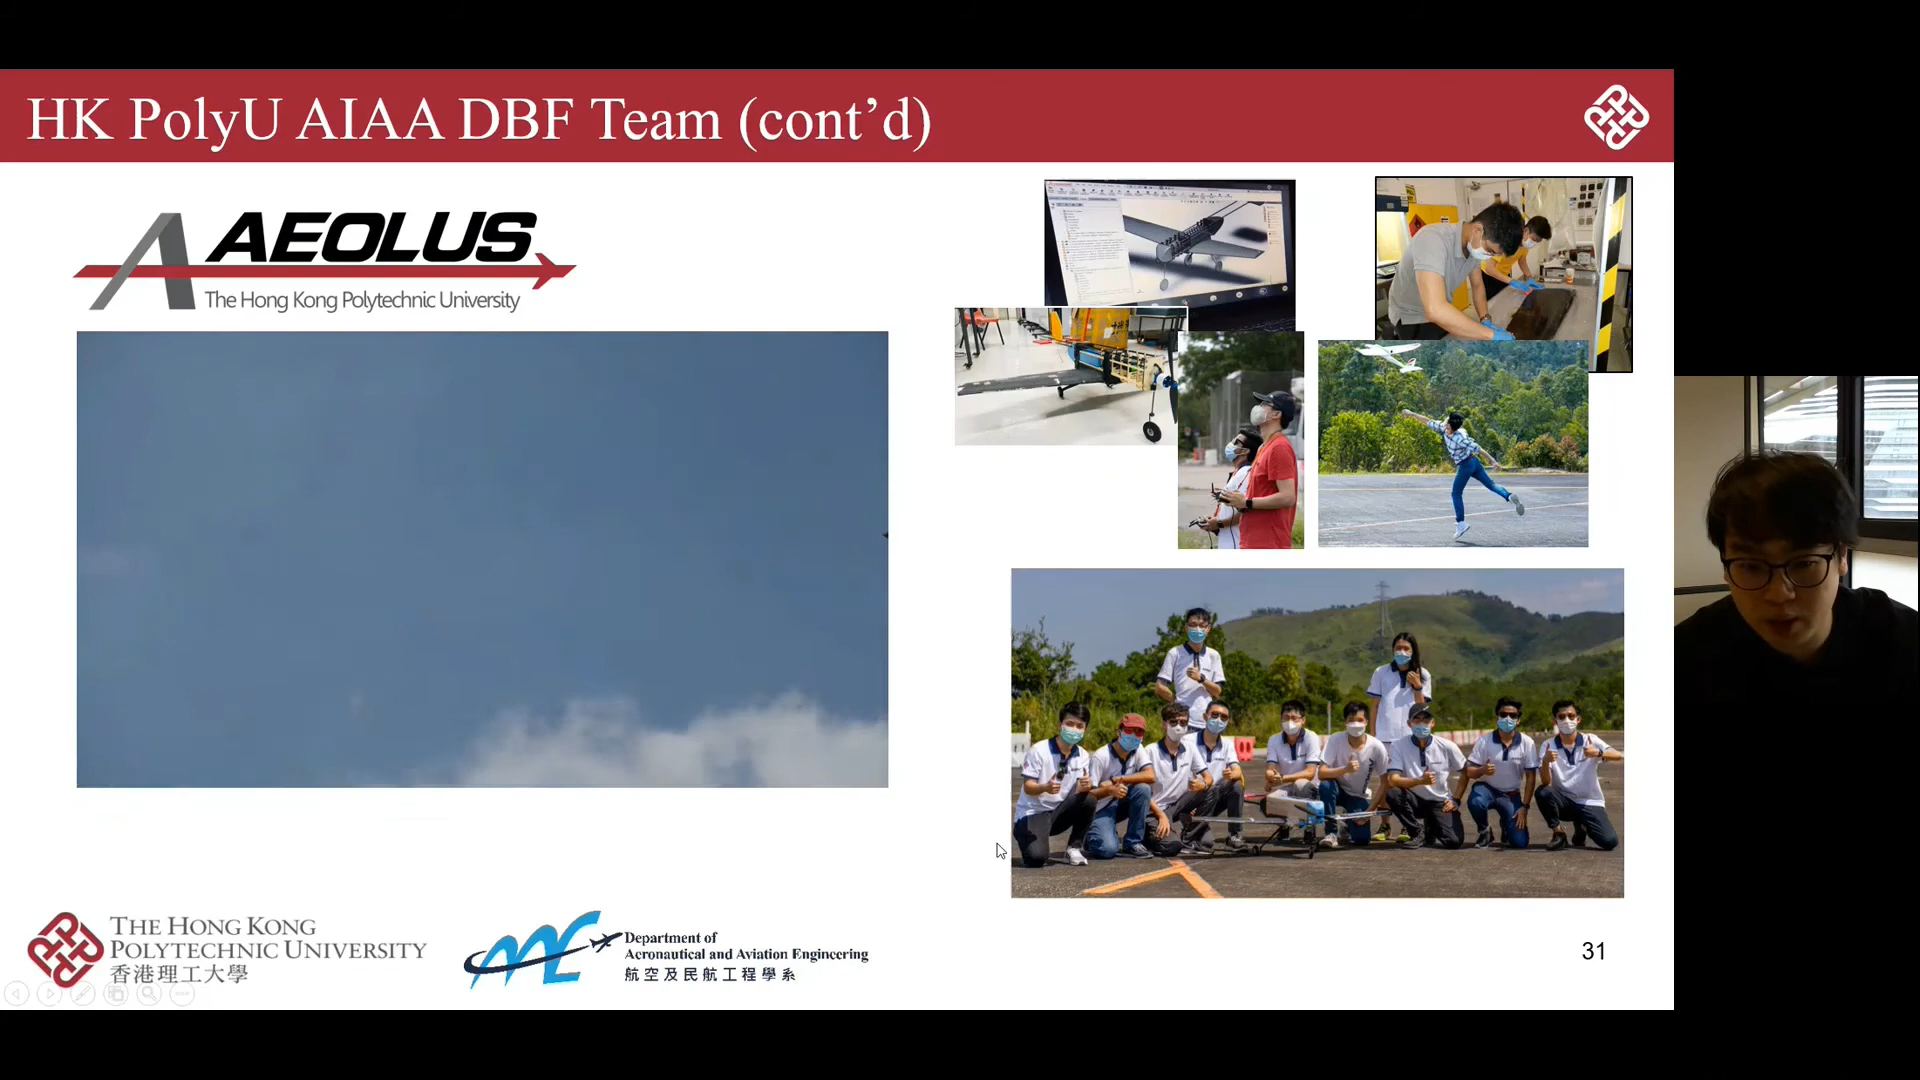 HK PolyU AIAA DBF Team (cont’d)
AEOLUS
The Hong Kong Polytechnic University
THE HONG KONG
POLYTECHNIC UNIVERSITY
香港理工大學
Department of
Aeronautical and Aviation Engineering
航空及民航工程學系
31